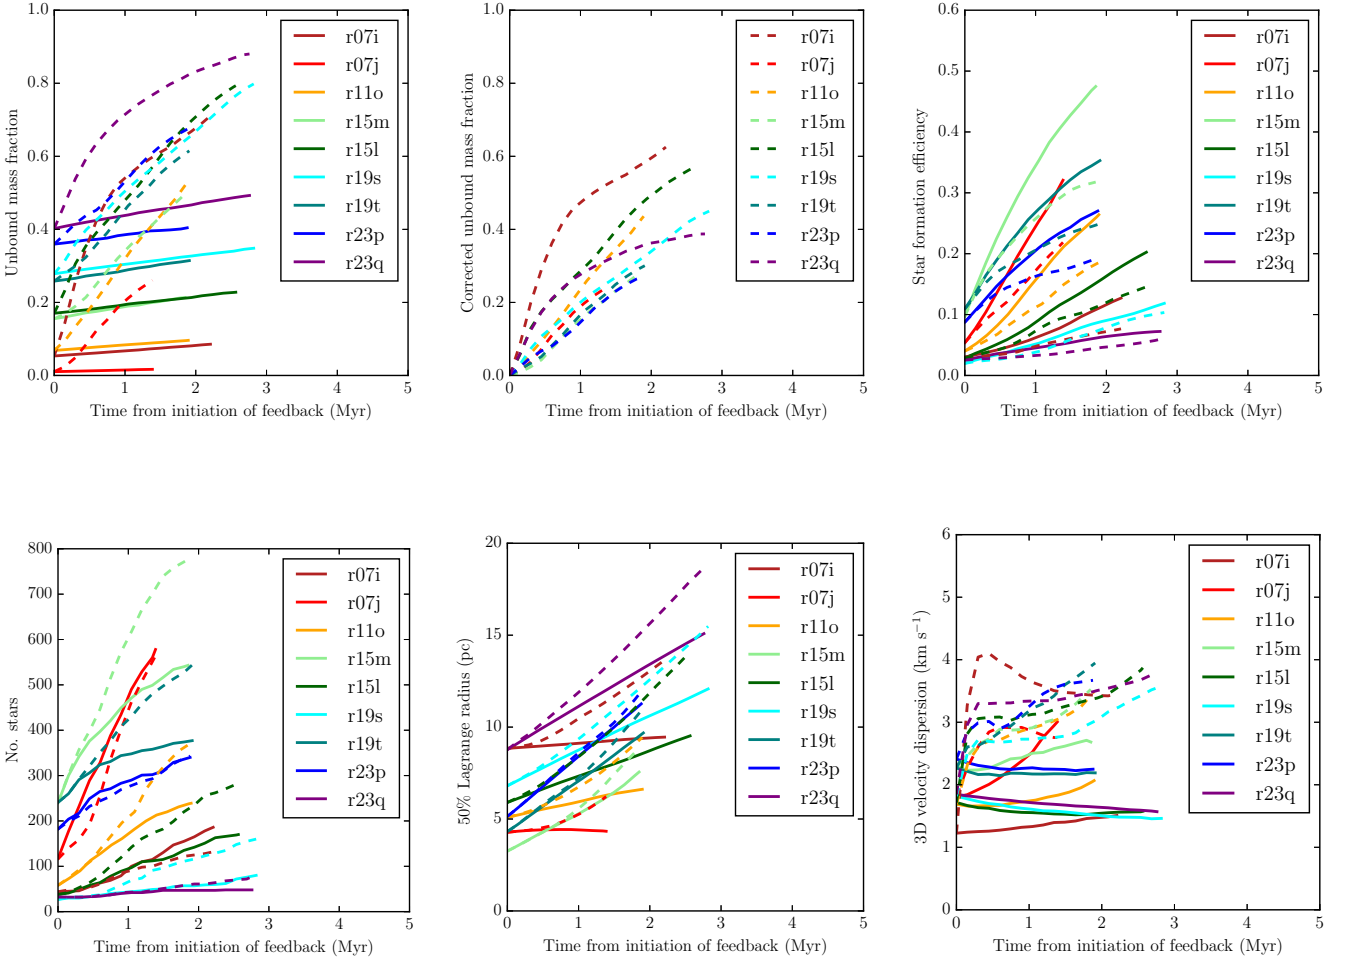 1.0
0.8
0.6
0.4
0.2
0.0
Unbound mass fraction
0 1 2 3 4 5
Time from initiation of feedback (Myr)
r07i
r07j
r11o
r15m
r15l
r19s
r19t
r23p
r23q
1.0
0.8
0.6
0.4
0.2
0.0
Corrected unbound mass fraction
0 1 2 3 4 5
Time from initiation of feedback (Myr)
r07i
r07j
r11o
r15m
r15l
r19s
r19t
r23p
r23q
0.6
0.5
0.4
0.3
0.2
0.1
0.0
Star formation efficiency
0 1 2 3 4 5
Time from initiation of feedback (Myr)
r07i
r07j
r11o
r15m
r15l
r19s
r19t
r23p
r23q
800
700
600
500
400
300
200
100
0
No. stars
0 1 2 3 4 5
Time from initiation of feedback (Myr)
r07i
r07j
r11o
r15m
r15l
r19s
r19t
r23p
r23q
20
15
10
5
0
50% Lagrange radius (pc)
0 1 2 3 4 5
Time from initiation of feedback (Myr)
r07i
r07j
r11o
r15m
r15l
r19s
r19t
r23p
r23q
6
5
4
3
2
1
0
3D velocity dispersion (km s⁻¹)
0 1 2 3 4 5
Time from initiation of feedback (Myr)
r07i
r07j
r11o
r15m
r15l
r19s
r19t
r23p
r23q